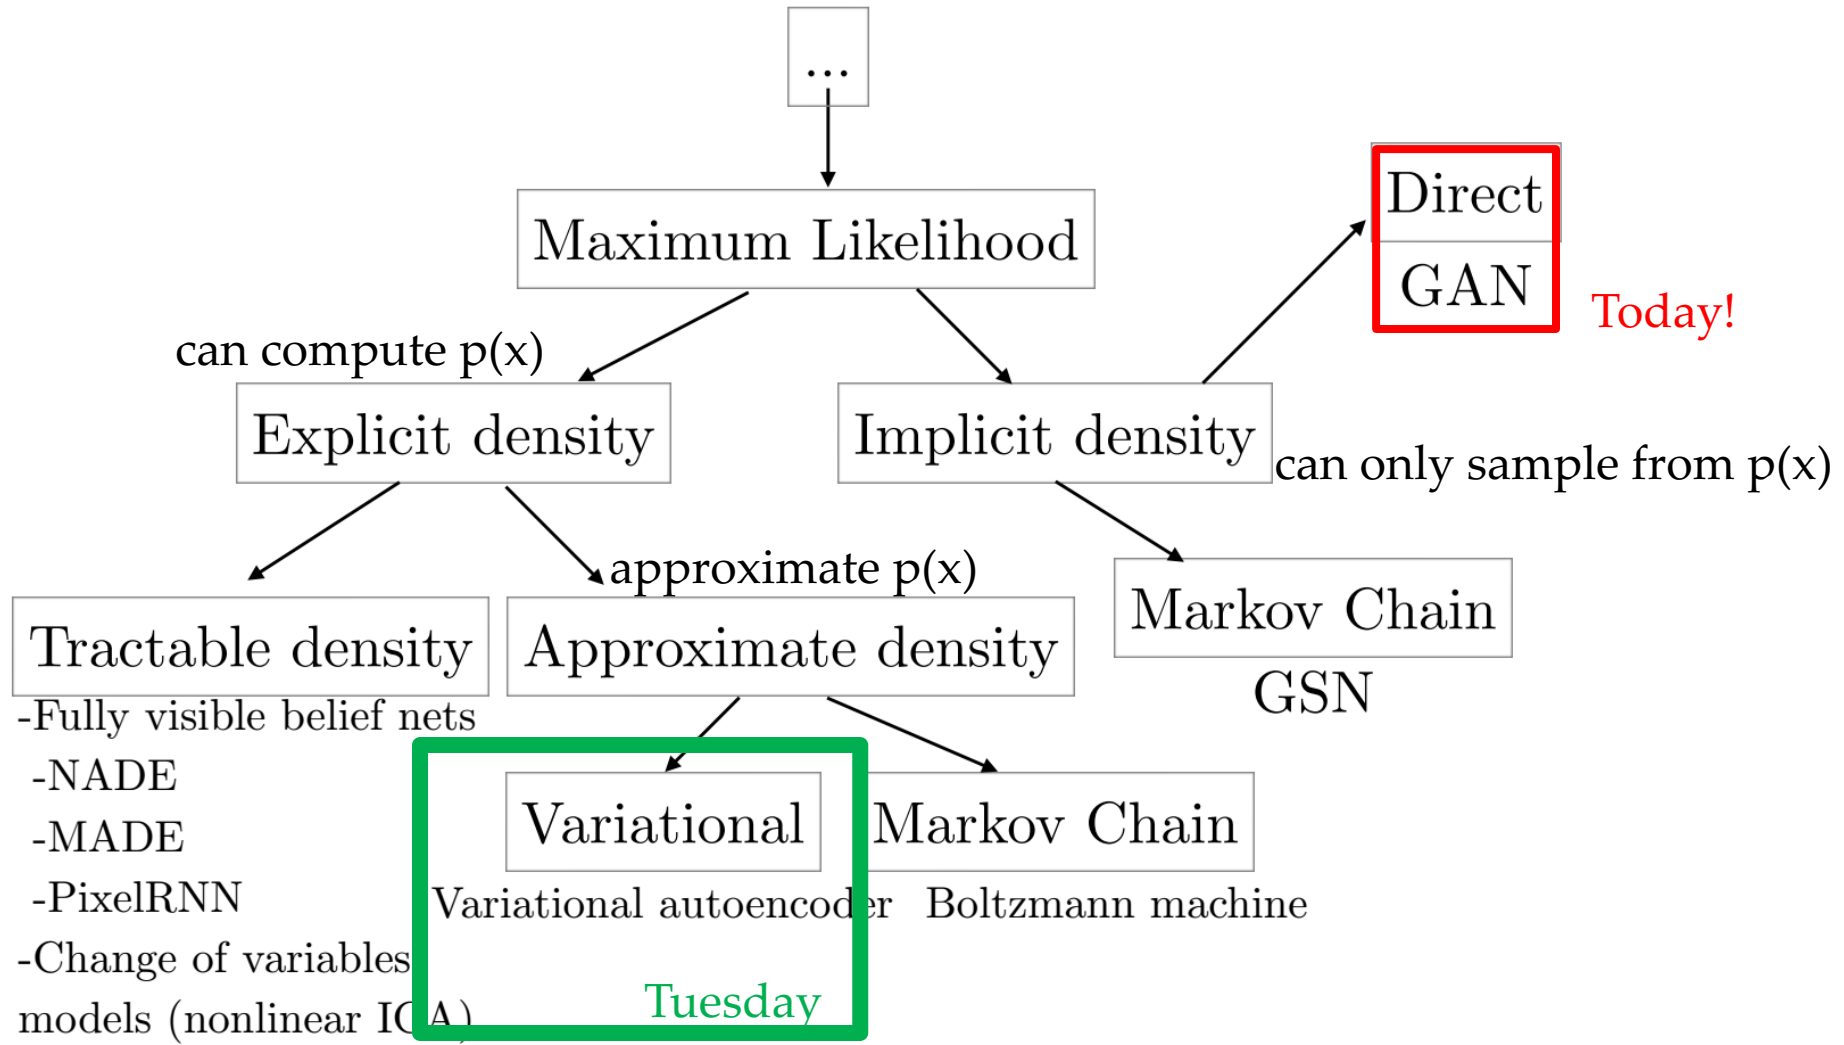 ...
Maximum Likelihood
Direct
GAN
Today!
can compute p(x)
Explicit density
Implicit density
can only sample from p(x)
approximate p(x)
Tractable density
Approximate density
Markov Chain
GSN
-Fully visible belief nets
-NADE
-MADE
-PixelRNN
-Change of variables
models (nonlinear ICA)
Variational
Markov Chain
Variational autoencoder
Boltzmann machine
Tuesday